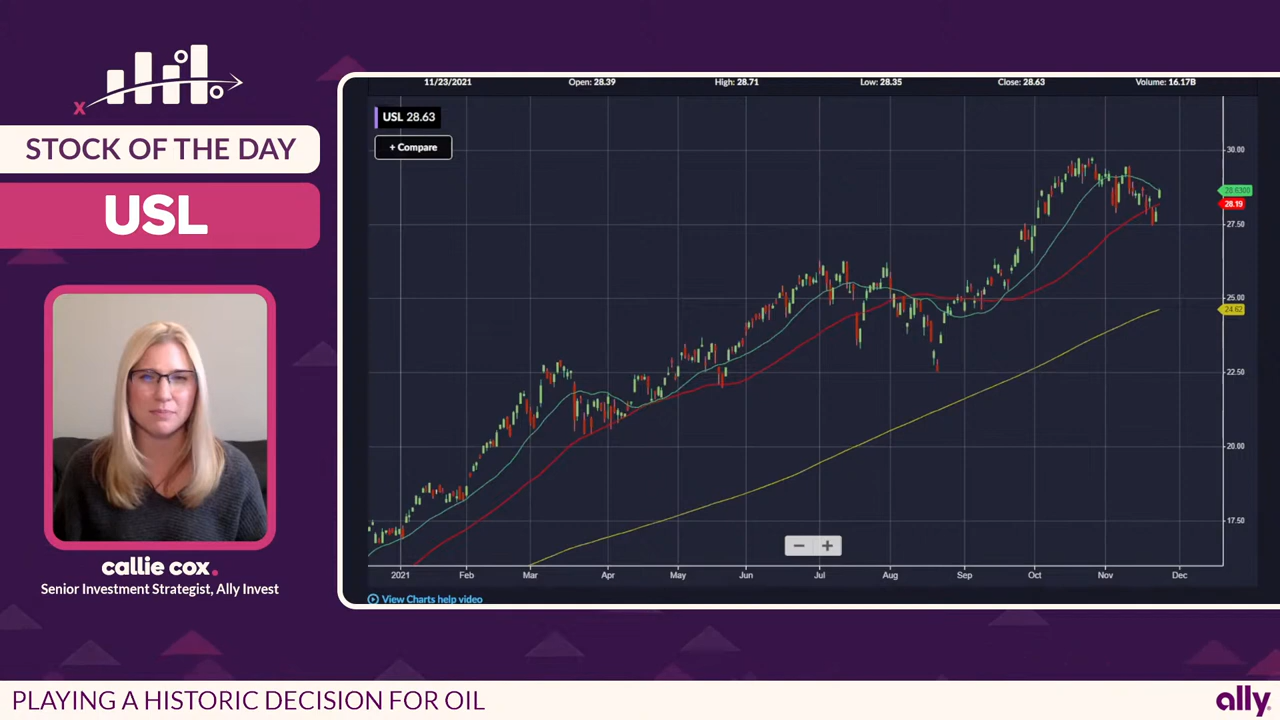 STOCK OF THE DAY
USL
callie cox.
Senior Investment Strategist, Ally Invest
11/23/2021 Open: 28.39 High: 28.71 Low: 28.35 Close: 28.63 Volume: 16.17B
USL 28.63
+ Compare
30.00
28.6300
28.19
27.50
25.00
24.62
22.50
20.00
17.50
2021 Feb Mar Apr May Jun Jul Aug Sep Oct Nov Dec
View Charts help video
PLAYING A HISTORIC DECISION FOR OIL
ally